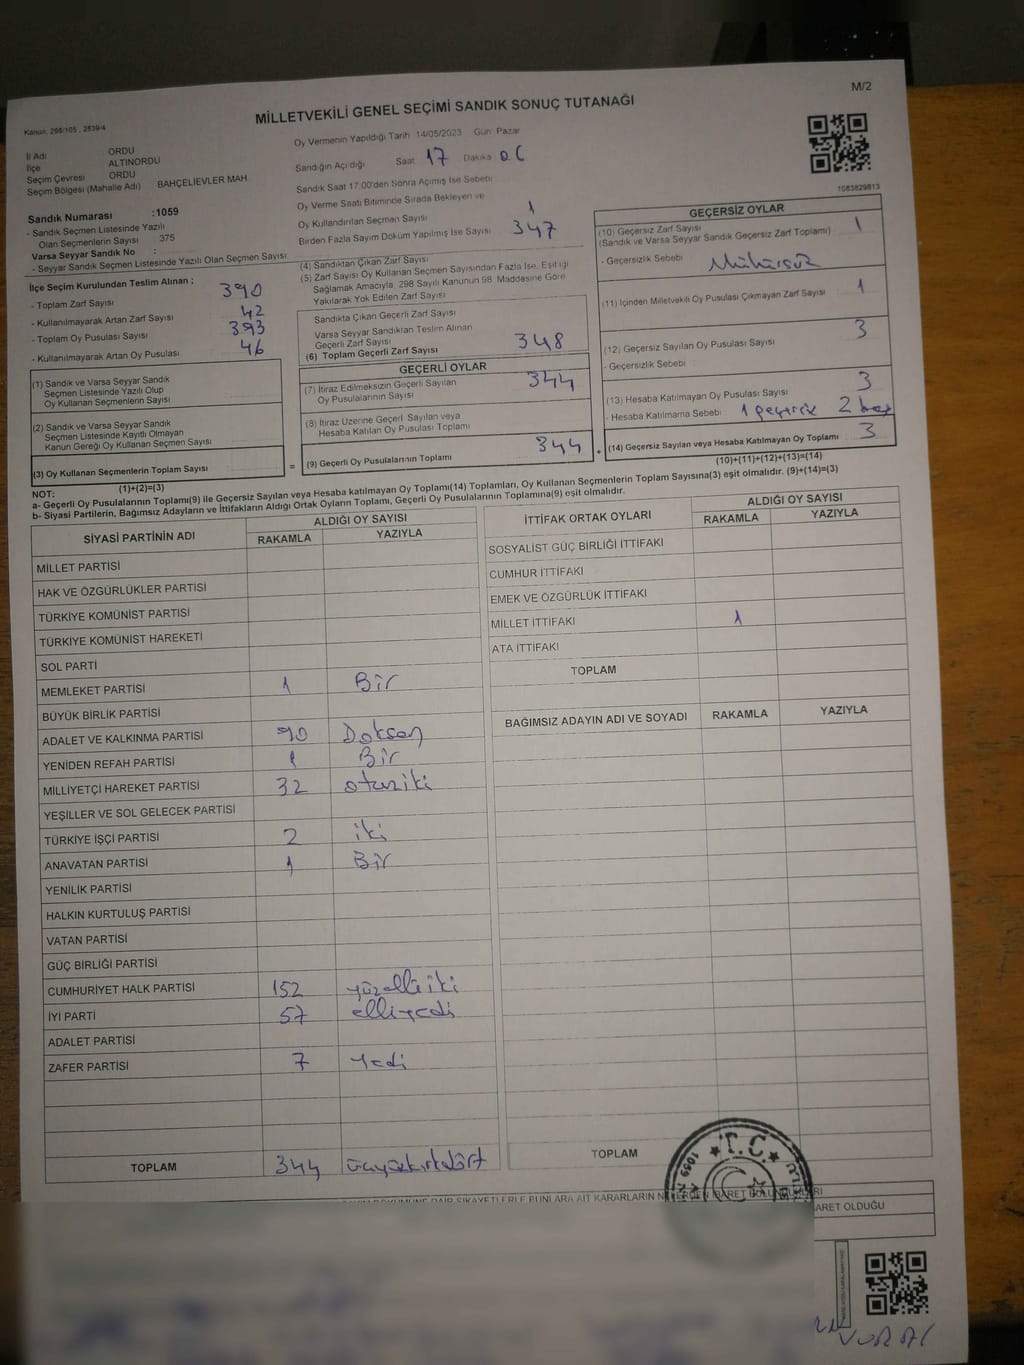 M/2
Kanun: 298/105 , 2839/4
MİLLETVEKİLİ GENEL SEÇİMİ SANDIK SONUÇ TUTANAĞI
İl Adı ORDU
İlçe ALTINORDU
Seçim Çevresi ORDU
Seçim Bölgesi (Mahalle Adı) BAHÇELİEVLER MAH.
Sandık Numarası :1059
- Sandık Seçmen Listesinde Yazılı
Olan Seçmenlerin Sayısı 375
Varsa Seyyar Sandık No :
- Seyyar Sandık Seçmen Listesinde Yazılı Olan Seçmen Sayısı
İlçe Seçim Kurulundan Teslim Alınan ;
- Toplam Zarf Sayısı 390
- Kullanılmayarak Artan Zarf Sayısı 42
- Toplam Oy Pusulası Sayısı 393
- Kullanılmayarak Artan Oy Pusulası 46
(1) Sandık ve Varsa Seyyar Sandık
Seçmen Listesinde Yazılı Olup
Oy Kullanan Seçmenlerin Sayısı
(2) Sandık ve Varsa Seyyar Sandık
Seçmen Listesinde Kayıtlı Olmayan
Kanun Gereği Oy Kullanan Seçmen Sayısı
(3) Oy Kullanan Seçmenlerin Toplam Sayısı
(1)+(2)=(3)
Oy Vermenin Yapıldığı Tarih 14/05/2023 Gün Pazar
Sandığın Açıldığı Saat 17 Dakika
Sandık Saat 17:00'den Sonra Açımış İse Sebebi
Oy Verme Saati Bitiminde Sırada Bekleyen ve
Oy Kullandırılan Seçmen Sayısı 1
Birden Fazla Sayım Döküm Yapılmış İse Sayısı 347
(4) Sandıktan Çıkan Zarf Sayısı
(5) Zarf Sayısı Oy Kullanan Seçmen Sayısından Fazla İse, Eşitliği
Sağlamak Amacıyla, 298 Sayılı Kanunun 98. Maddesine Göre
Yakılarak Yok Edilen Zarf Sayısı
Sandıkta Çıkan Geçerli Zarf Sayısı
Varsa Seyyar Sandıktan Teslim Alınan
Geçerli Zarf Sayısı
(6) Toplam Geçerli Zarf Sayısı 348
GEÇERLİ OYLAR
(7) İtiraz Edilmeksizin Geçerli Sayılan
Oy Pusulalarının Sayısı 344
(8) İtiraz Üzerine Geçerli Sayılan veya
Hesaba Katılan Oy Pusulası Toplamı
= (9) Geçerli Oy Pusulalarının Toplamı 344
1083829813
GEÇERSİZ OYLAR
(10) Geçersiz Zarf Sayısı 1
(Sandık ve Varsa Seyyar Sandık Geçersiz Zarf Toplamı)
- Geçersizlik Sebebi Mühürsüz
(11) İçinden Milletvekili Oy Pusulası Çıkmayan Zarf Sayısı 1
(12) Geçersiz Sayılan Oy Pusulası Sayısı 3
- Geçersizlik Sebebi
(13) Hesaba Katılmayan Oy Pusulası Sayısı 3
- Hesaba Katılmama Sebebi 1 geçersiz 2 boş
+ (14) Geçersiz Sayılan veya Hesaba Katılmayan Oy Toplamı 3
(10)+(11)+(12)+(13)=(14)
NOT:
a- Geçerli Oy Pusulalarının Toplamı(9) ile Geçersiz Sayılan veya Hesaba katılmayan Oy Toplamı(14) Toplamları, Oy Kullanan Seçmenlerin Toplam Sayısına(3) eşit olmalıdır. (9)+(14)=(3)
b- Siyasi Partilerin, Bağımsız Adayların ve İttifakların Aldığı Ortak Oyların Toplamı, Geçerli Oy Pusulalarının Toplamına(9) eşit olmalıdır.
SİYASİ PARTİNİN ADI ALDIĞI OY SAYISI
RAKAMLA YAZIYLA
MİLLET PARTİSİ
HAK VE ÖZGÜRLÜKLER PARTİSİ
TÜRKİYE KOMÜNİST PARTİSİ
TÜRKİYE KOMÜNİST HAREKETİ
SOL PARTİ
MEMLEKET PARTİSİ 1 Bir
BÜYÜK BİRLİK PARTİSİ
ADALET VE KALKINMA PARTİSİ 90 Doksan
YENİDEN REFAH PARTİSİ 1 Bir
MİLLİYETÇİ HAREKET PARTİSİ 32 otuziki
YEŞİLLER VE SOL GELECEK PARTİSİ
TÜRKİYE İŞÇİ PARTİSİ 2 iki
ANAVATAN PARTİSİ 1 Bir
YENİLİK PARTİSİ
HALKIN KURTULUŞ PARTİSİ
VATAN PARTİSİ
GÜÇ BİRLİĞİ PARTİSİ
CUMHURİYET HALK PARTİSİ 152 yüzelliiki
İYİ PARTİ 57 elliyedi
ADALET PARTİSİ
ZAFER PARTİSİ 7 yedi
TOPLAM 344 üçyüzkırkdört
İTTİFAK ORTAK OYLARI ALDIĞI OY SAYISI
RAKAMLA YAZIYLA
SOSYALİST GÜÇ BİRLİĞİ İTTİFAKI
CUMHUR İTTİFAKI
EMEK VE ÖZGÜRLÜK İTTİFAKI
MİLLET İTTİFAKI 1
ATA İTTİFAKI
TOPLAM
BAĞIMSIZ ADAYIN ADI VE SOYADI RAKAMLA YAZIYLA
TOPLAM
T.C.
1059
ARET OLDUĞU